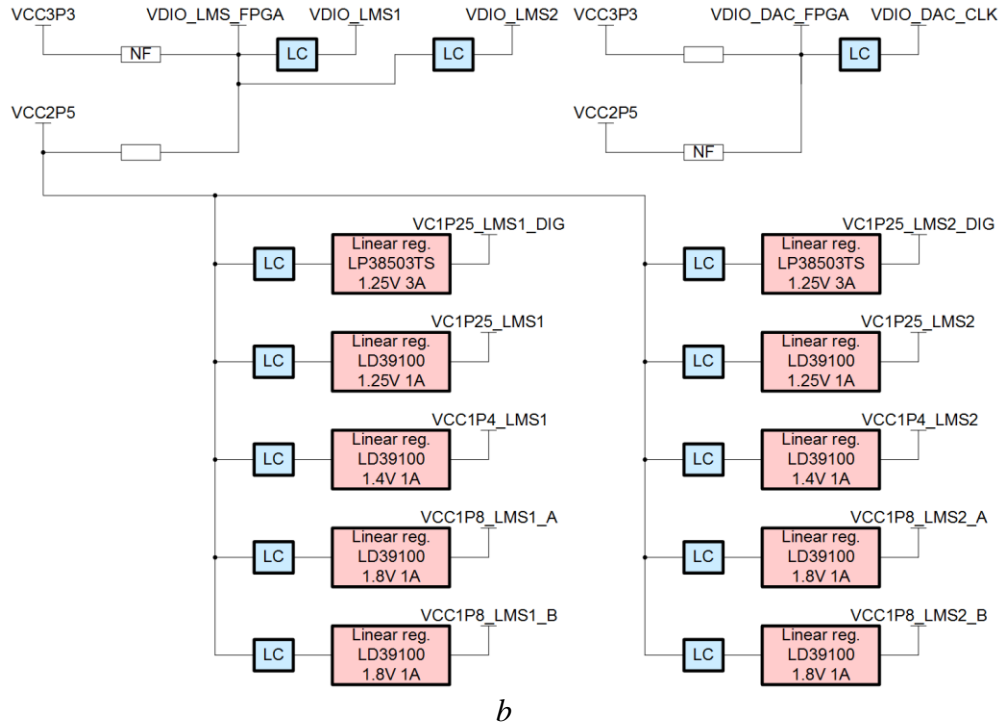 VCC3P3
VDIO_LMS_FPGA
VDIO_LMS1
VDIO_LMS2
NF
LC
LC
VCC2P5
VCC3P3
VDIO_DAC_FPGA
VDIO_DAC_CLK
LC
VCC2P5
NF
VC1P25_LMS1_DIG
LC
Linear reg.
LP38503TS
1.25V 3A
VC1P25_LMS2_DIG
LC
Linear reg.
LP38503TS
1.25V 3A
VC1P25_LMS1
LC
Linear reg.
LD39100
1.25V 1A
VC1P25_LMS2
LC
Linear reg.
LD39100
1.25V 1A
VCC1P4_LMS1
LC
Linear reg.
LD39100
1.4V 1A
VCC1P4_LMS2
LC
Linear reg.
LD39100
1.4V 1A
VCC1P8_LMS1_A
LC
Linear reg.
LD39100
1.8V 1A
VCC1P8_LMS2_A
LC
Linear reg.
LD39100
1.8V 1A
VCC1P8_LMS1_B
LC
Linear reg.
LD39100
1.8V 1A
VCC1P8_LMS2_B
LC
Linear reg.
LD39100
1.8V 1A
b